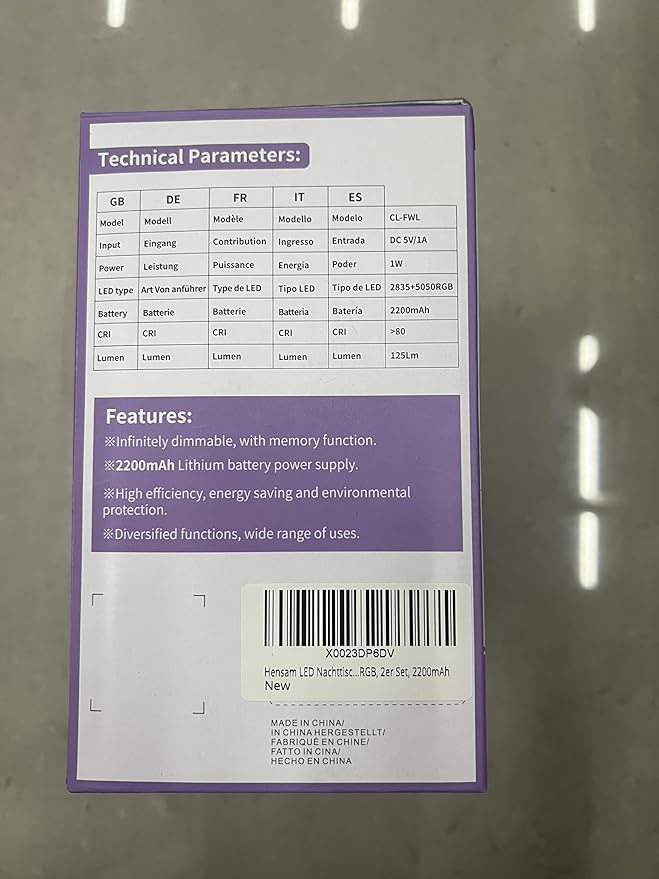 Technical Parameters:
GB DE FR IT ES
Model Modell Modèle Modello Modelo CL-FWL
Input Eingang Contribution Ingresso Entrada DC 5V/1A
Power Leistung Puissance Energia Poder 1W
LED type Art Von anführer Type de LED Tipo LED Tipo de LED 2835+5050RGB
Battery Batterie Batterie Batteria Batería 2200mAh
CRI CRI CRI CRI CRI >80
Lumen Lumen Lumen Lumen Lumen 125Lm
Features:
※Infinitely dimmable, with memory function.
※2200mAh Lithium battery power supply.
※High efficiency, energy saving and environmental
protection.
※Diversified functions, wide range of uses.
X0023DP6DV
Hensam LED Nachttisc...RGB, 2er Set, 2200mAh
New
MADE IN CHINA/
IN CHINA HERGESTELLT/
FABRIQUÉ EN CHINE/
FATTO IN CINA/
HECHO EN CHINA